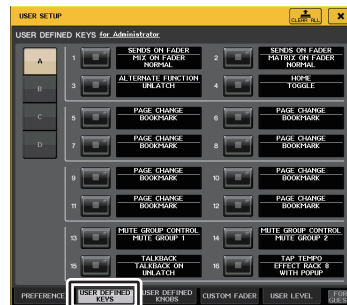 USER SETUP
CLEAR ALL
USER DEFINED KEYS for Administrator
A
B
C
D
1
SENDS ON FADER
MIX ON FADER
NORMAL
2
SENDS ON FADER
MATRIX ON FADER
NORMAL
3
ALTERNATE FUNCTION
UNLATCH
4
HOME
TOGGLE
5
PAGE CHANGE
BOOKMARK
6
PAGE CHANGE
BOOKMARK
7
PAGE CHANGE
BOOKMARK
8
PAGE CHANGE
BOOKMARK
9
PAGE CHANGE
BOOKMARK
10
PAGE CHANGE
BOOKMARK
11
PAGE CHANGE
BOOKMARK
12
PAGE CHANGE
BOOKMARK
13
MUTE GROUP CONTROL
MUTE GROUP 1
14
MUTE GROUP CONTROL
MUTE GROUP 2
15
TALKBACK
TALKBACK ON
UNLATCH
16
TAP TEMPO
EFFECT RACK 8
WITH POPUP
PREFERENCE
USER DEFINED
KEYS
USER DEFINED
KNOBS
CUSTOM FADER
USER LEVEL
FOR
GUES